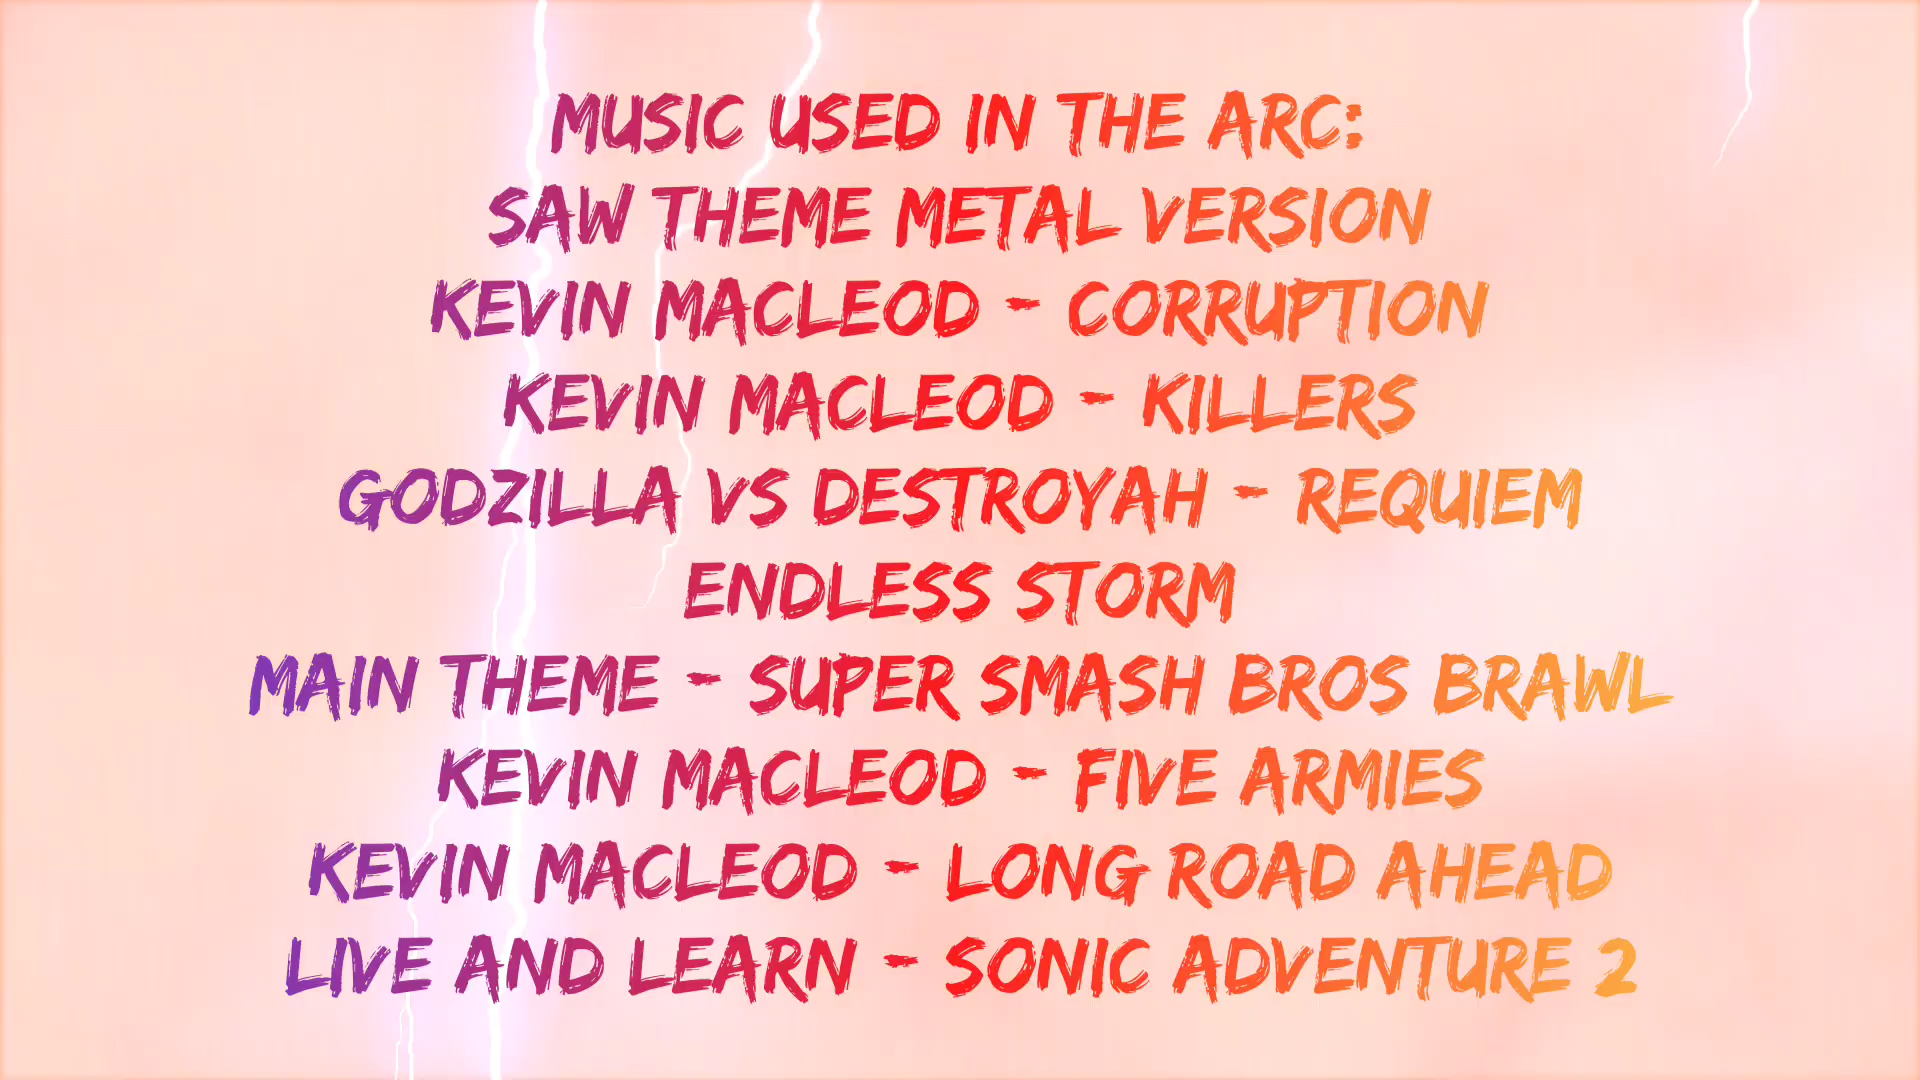 MUSIC USED IN THE ARC:
SAW THEME METAL VERSION
KEVIN MACLEOD - CORRUPTION
KEVIN MACLEOD - KILLERS
GODZILLA VS DESTROYAH - REQUIEM
ENDLESS STORM
MAIN THEME - SUPER SMASH BROS BRAWL
KEVIN MACLEOD - FIVE ARMIES
KEVIN MACLEOD - LONG ROAD AHEAD
LIVE AND LEARN - SONIC ADVENTURE 2